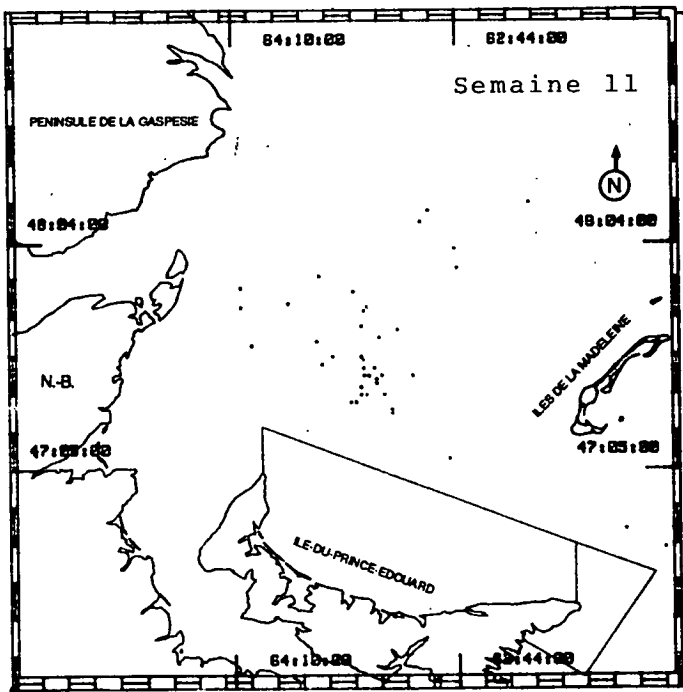 64:10:00 62:44:00
Semaine 11
PENINSULE DE LA GASPESIE
N
48:04:00 48:04:00
ILES DE LA MADELEINE
N.-B.
47:05:00 47:05:00
ILE-DU-PRINCE-EDOUARD
64:10:00 62:44:00